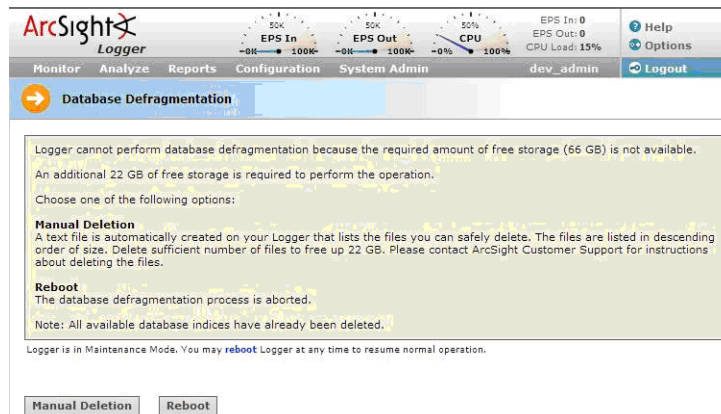 ArcSight
Logger
50K
EPS In
0K 100K
50K
EPS Out
0K 100K
50%
CPU
0% 100%
EPS In: 0
EPS Out: 0
CPU Load: 15%
Help
Options
Monitor Analyze Reports Configuration System Admin dev_admin Logout
Database Defragmentation
Logger cannot perform database defragmentation because the required amount of free storage (66 GB) is not available.
An additional 22 GB of free storage is required to perform the operation.
Choose one of the following options:
Manual Deletion
A text file is automatically created on your Logger that lists the files you can safely delete. The files are listed in descending
order of size. Delete sufficient number of files to free up 22 GB. Please contact ArcSight Customer Support for instructions
about deleting the files.
Reboot
The database defragmentation process is aborted.
Note: All available database indices have already been deleted.
Logger is in Maintenance Mode. You may reboot Logger at any time to resume normal operation.
Manual Deletion Reboot